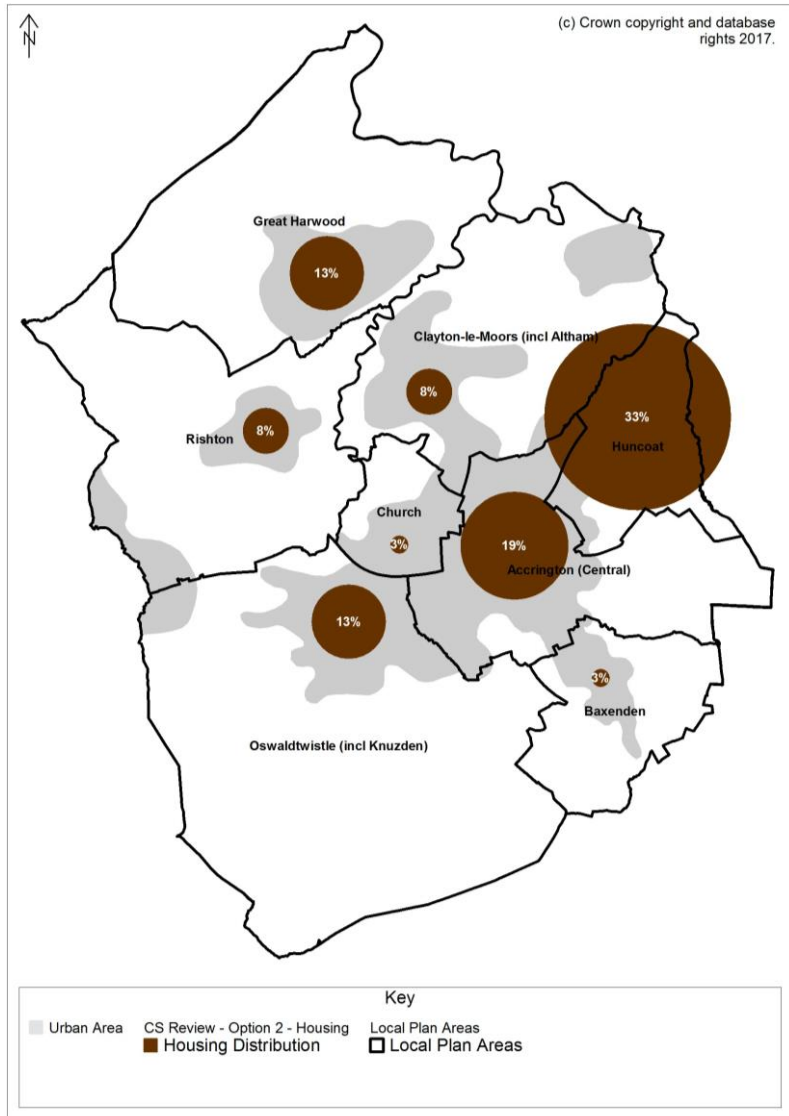 N
(c) Crown copyright and database
rights 2017.
Great Harwood
13%
Clayton-le-Moors (incl Altham)
8%
33%
Huncoat
Rishton
8%
Church
3%
19%
Accrington (Central)
13%
3%
Baxenden
Oswaldtwistle (incl Knuzden)
Key
Urban Area
CS Review - Option 2 - Housing
Housing Distribution
Local Plan Areas
Local Plan Areas